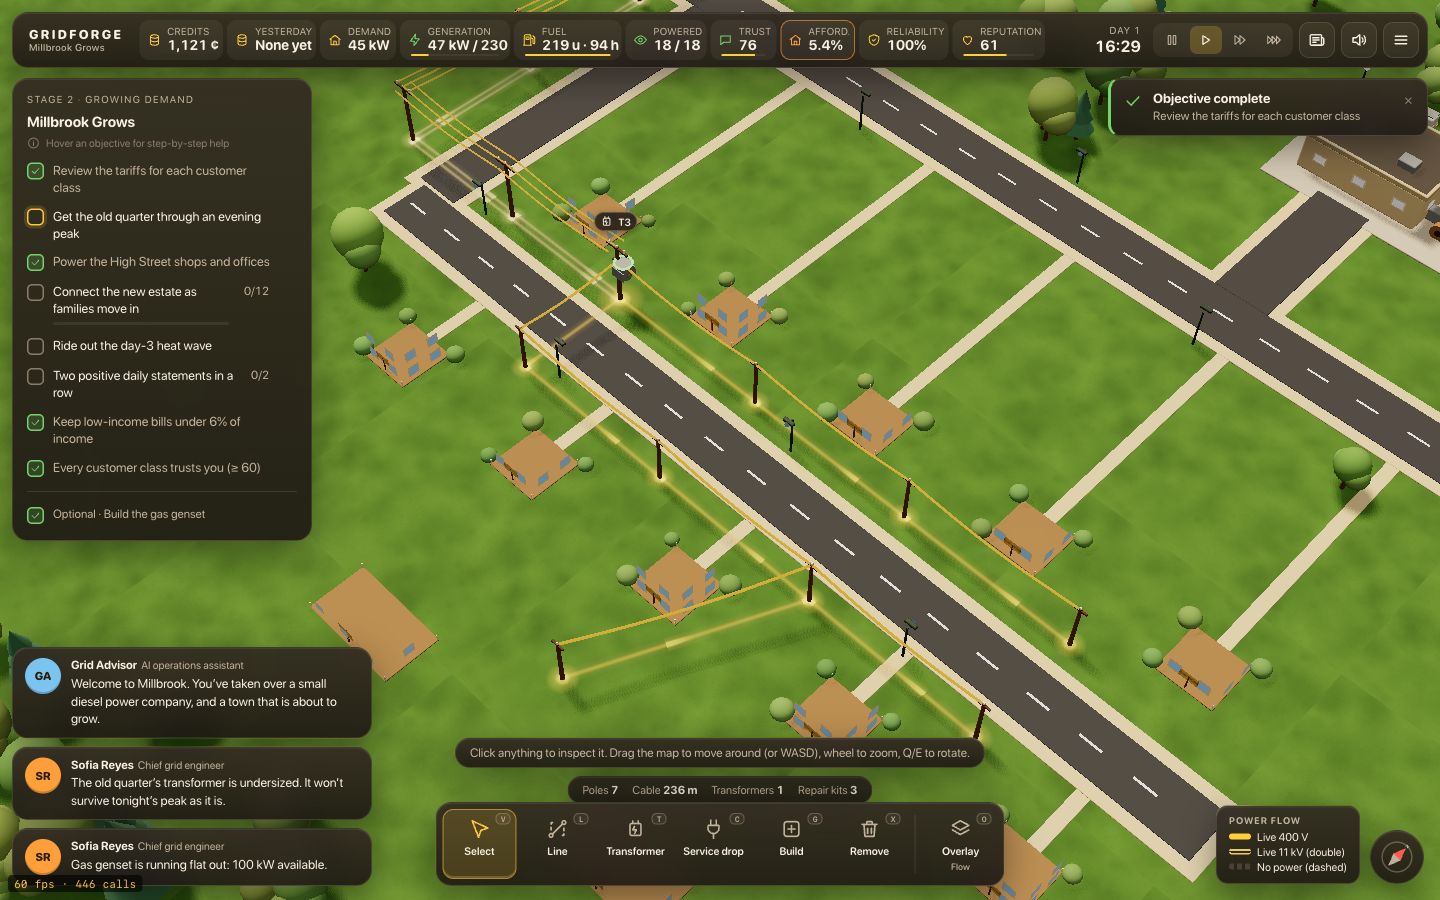 GRIDFORGE
Millbrook Grows
CREDITS
1,121 ¢
YESTERDAY
None yet
DEMAND
45 kW
GENERATION
47 kW / 230
FUEL
219 u · 94 h
POWERED
18 / 18
TRUST
76
AFFORD.
5.4%
RELIABILITY
100%
REPUTATION
61
DAY 1
16:29
STAGE 2 · GROWING DEMAND
Millbrook Grows
Hover an objective for step-by-step help
Review the tariffs for each customer
class
Get the old quarter through an evening
peak
Power the High Street shops and offices
Connect the new estate as 0/12
families move in
Ride out the day-3 heat wave
Two positive daily statements in a 0/2
row
Keep low-income bills under 6% of
income
Every customer class trusts you (≥ 60)
Optional · Build the gas genset
Objective complete
Review the tariffs for each customer class
T3
GA
Grid Advisor AI operations assistant
Welcome to Millbrook. You've taken over a small
diesel power company, and a town that is about to
grow.
SR
Sofia Reyes Chief grid engineer
The old quarter's transformer is undersized. It won't
survive tonight's peak as it is.
SR
Sofia Reyes Chief grid engineer
Gas genset is running flat out: 100 kW available.
60 fps · 446 calls
Click anything to inspect it. Drag the map to move around (or WASD), wheel to zoom, Q/E to rotate.
Poles 7 Cable 236 m Transformers 1 Repair kits 3
V
Select
L
Line
T
Transformer
C
Service drop
G
Build
X
Remove
O
Overlay
Flow
POWER FLOW
Live 400 V
Live 11 kV (double)
No power (dashed)